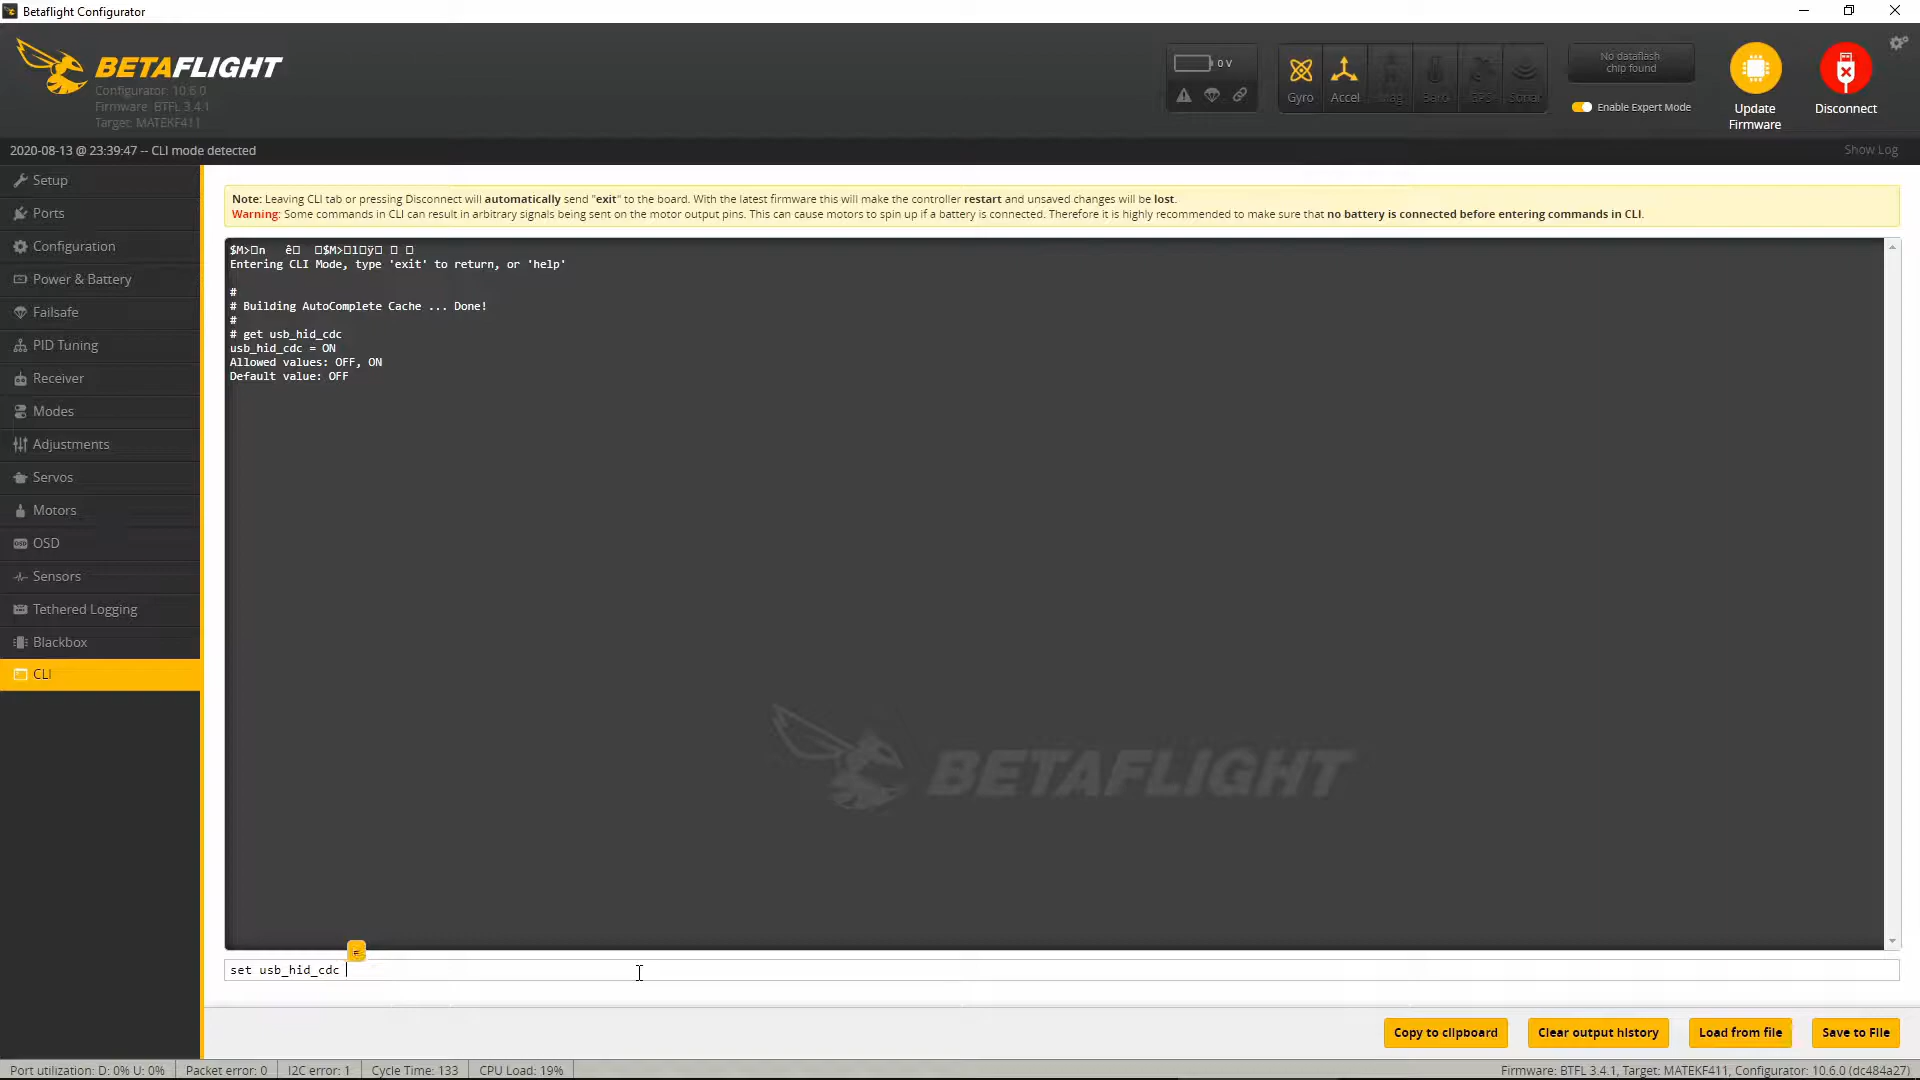 Betaflight Configurator
BETAFLIGHT
Configurator: 10.6.0
Firmware: BTFL 3.4.1
Target: MATEKF411
0 V
Gyro
Accel
Mag
Baro
GPS
Sonar
No dataflash
chip found
Enable Expert Mode
Update
Firmware
Disconnect
2020-08-13 @ 23:39:47 -- CLI mode detected
Show Log
Setup
Ports
Configuration
Power & Battery
Failsafe
PID Tuning
Receiver
Modes
Adjustments
Servos
Motors
OSD
Sensors
Tethered Logging
Blackbox
CLI
Note: Leaving CLI tab or pressing Disconnect will automatically send "exit" to the board. With the latest firmware this will make the controller restart and unsaved changes will be lost.
Warning: Some commands in CLI can result in arbitrary signals being sent on the motor output pins. This can cause motors to spin up if a battery is connected. Therefore it is highly recommended to make sure that no battery is connected before entering commands in CLI.
$M>□n ê□ □$M>□l□ÿ□ □ □
Entering CLI Mode, type 'exit' to return, or 'help'
#
# Building AutoComplete Cache ... Done!
#
# get usb_hid_cdc
usb_hid_cdc = ON
Allowed values: OFF, ON
Default value: OFF
BETAFLIGHT
=
set usb_hid_cdc
Copy to clipboard
Clear output history
Load from file
Save to File
Port utilization: D: 0% U: 0%
Packet error: 0
I2C error: 1
Cycle Time: 133
CPU Load: 19%
Firmware: BTFL 3.4.1, Target: MATEKF411, Configurator: 10.6.0 (dc484a27)